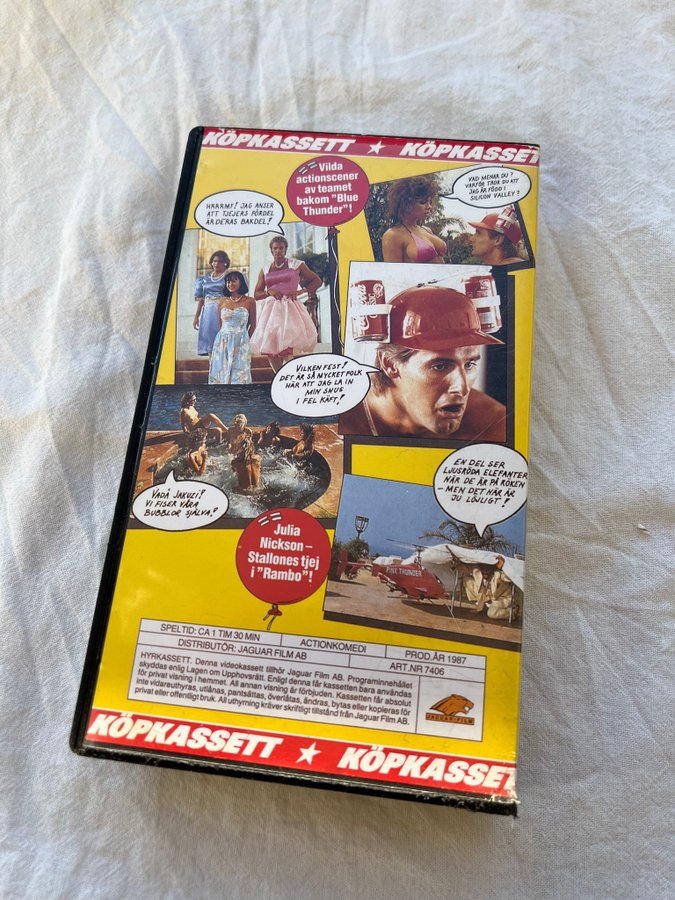 KÖPKASSETT ★ KÖPKASSET
Vilda
actionscener
av teamet
bakom "Blue
Thunder"!
HRRRMF! JAG ANSER
ATT TJEJERS FÖRDEL
ÄR DERAS BAKDEL!
VAD MENAR DU?
VARFÖR TROR DU ATT
JAG ÄR FÖDD I
SILICON VALLEY?
VILKEN FEST!
DET ÄR SÅ MYCKET FOLK
HÄR ATT JAG LA IN
MIN SNUS
I FEL KÄFT!
VADÅ JAKUZI?
VI FISER VÅRA
BUBBLOR SJÄLVA!
EN DEL SER
LJUSRÖDA ELEFANTER
NÄR DE ÄR PÅ RÖKEN
– MEN DET HÄR ÄR
JU LÖJLIGT!
PINK THUNDER
Julia
Nickson –
Stallones tjej
i "Rambo"!
SPELTID: CA 1 TIM 30 MIN
ACTIONKOMEDI
PROD.ÅR 1987
DISTRIBUTÖR: JAGUAR FILM AB
ART.NR 7406
HYRKASSETT. Denna videokassett tillhör Jaguar Film AB. Programinnehållet
skyddas enlig Lagen om Upphovsrätt. Enligt denna får kassetten bara användas
för privat visning i hemmet. All annan visning är förbjuden. Kassetten får absolut
inte vidareuthyras, utlånas, pantsättas, överlåtas, ändras, bytas eller kopieras för
privat eller offentligt bruk. All uthyrning kräver skriftligt tillstånd från Jaguar Film AB.
JAGUAR-FILM
KÖPKASSETT ★ KÖPKASSET